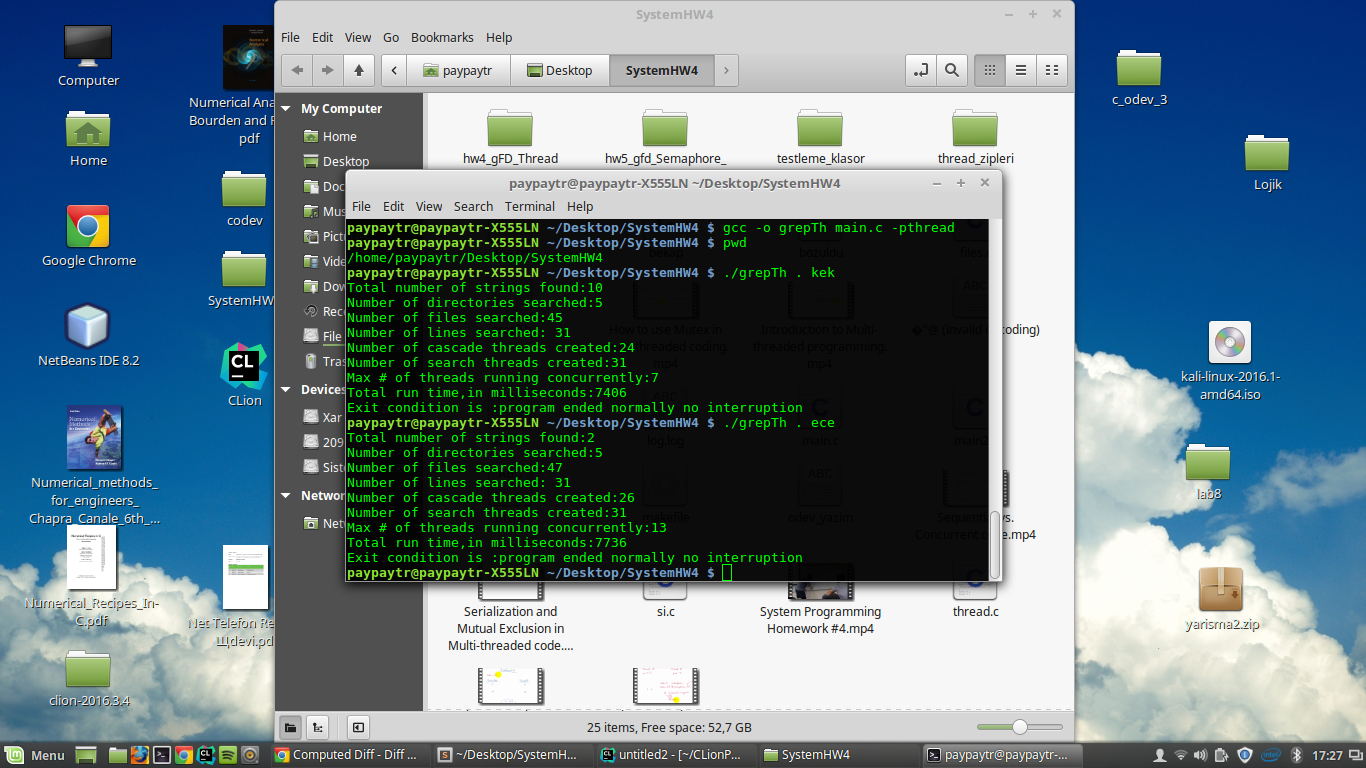 SystemHW4
File Edit View Go Bookmarks Help
paypaytr
Desktop
SystemHW4
My Computer
Home
Desktop
Doc
Mus
Pict
Vide
Dow
Rec
File
Tras
Devices
Xar
209
Sist
Networ
Net
hw4_gFD_Thread
hw5_gfd_Semaphore_
testleme_klasor
thread_zipleri
paypaytr@paypaytr-X555LN ~/Desktop/SystemHW4
File Edit View Search Terminal Help
paypaytr@paypaytr-X555LN ~/Desktop/SystemHW4 $ gcc -o grepTh main.c -pthread
paypaytr@paypaytr-X555LN ~/Desktop/SystemHW4 $ pwd
/home/paypaytr/Desktop/SystemHW4
paypaytr@paypaytr-X555LN ~/Desktop/SystemHW4 $ ./grepTh . kek
Total number of strings found:10
Number of directories searched:5
Number of files searched:45
Number of lines searched: 31
Number of cascade threads created:24
Number of search threads created:31
Max # of threads running concurrently:7
Total run time,in milliseconds:7406
Exit condition is :program ended normally no interruption
paypaytr@paypaytr-X555LN ~/Desktop/SystemHW4 $ ./grepTh . ece
Total number of strings found:2
Number of directories searched:5
Number of files searched:47
Number of lines searched: 31
Number of cascade threads created:26
Number of search threads created:31
Max # of threads running concurrently:13
Total run time,in milliseconds:7736
Exit condition is :program ended normally no interruption
paypaytr@paypaytr-X555LN ~/Desktop/SystemHW4 $
Serialization and
Mutual Exclusion in
Multi-threaded code....
si.c
System Programming
Homework #4.mp4
thread.c
25 items, Free space: 52,7 GB
Computer
Home
Google Chrome
NetBeans IDE 8.2
Numerical_methods_
for_engineers_
Chapra_Canale_6th_...
Numerical_Recipes_In-
C.pdf
clion-2016.3.4
Numerical Ana
Bourden and F
pdf
codev
SystemHW
CLion
Net Telefon Re
Щdevi.pd
c_odev_3
Lojik
kali-linux-2016.1-
amd64.iso
lab8
yarisma2.zip
Menu
Computed Diff - Diff ...
~/Desktop/SystemH...
untitled2 - [~/CLionP...
SystemHW4
paypaytr@paypaytr-...
17:27